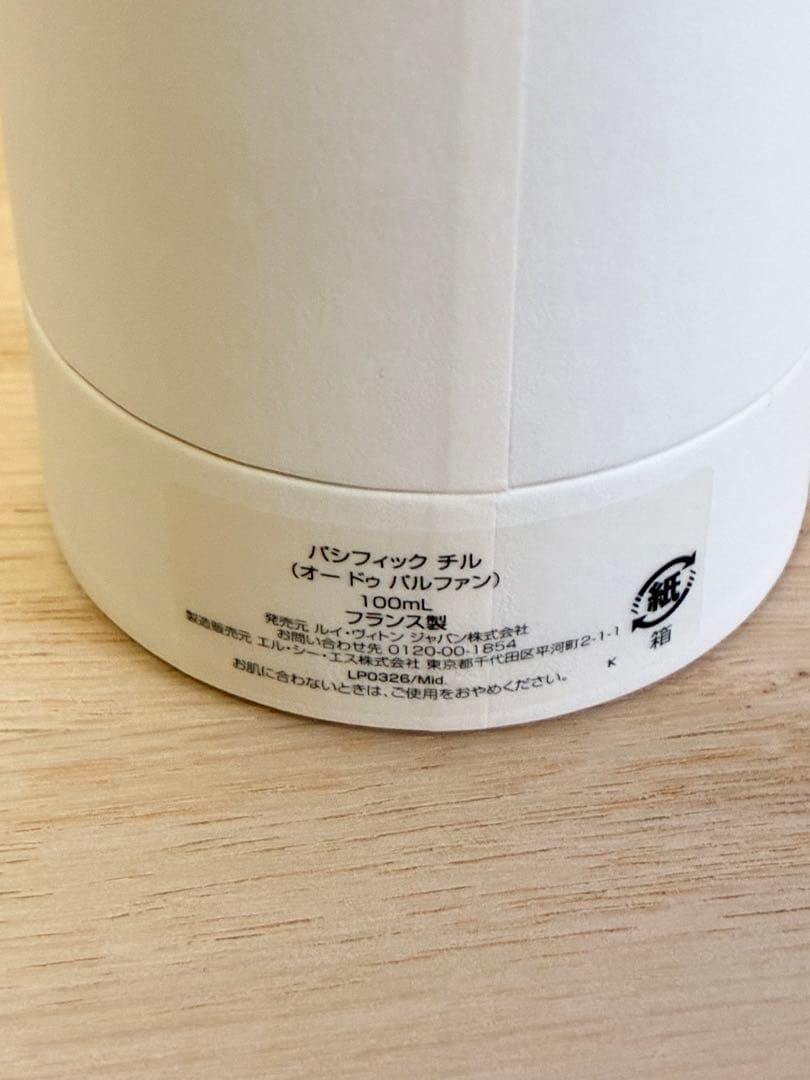 パシフィック チル
(オー ドゥ パルファン)
100mL
フランス製
発売元 ルイ・ヴィトン ジャパン株式会社
お問い合わせ先 0120-00-1854
製造販売元 エル・シー・エス株式会社 東京都千代田区平河町2-1-1
LP0326/Mid.
K
お肌に合わないときは、ご使用をおやめください。
紙
箱